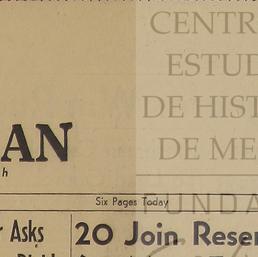 CENTR
ESTUD
DE HIST
DE ME
AN
h
Six Pages Today
FUNDA
r Asks
20 Join Reser